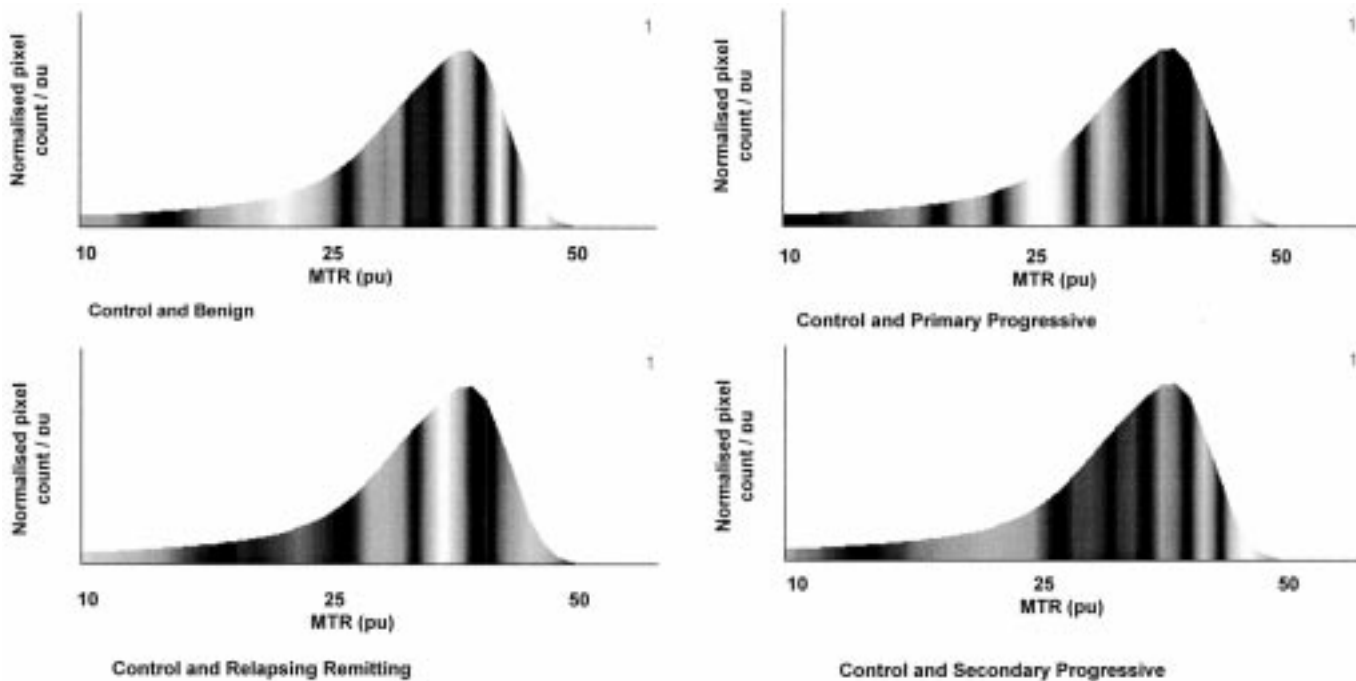 Normalised pixel
count / pu
1
10 25 50
MTR (pu)
Control and Benign
Normalised pixel
count / pu
1
10 25 50
MTR (pu)
Control and Primary Progressive
Normalised pixel
count / pu
1
10 25 50
MTR (pu)
Control and Relapsing Remitting
Normalised pixel
count / pu
1
10 25 50
MTR (pu)
Control and Secondary Progressive